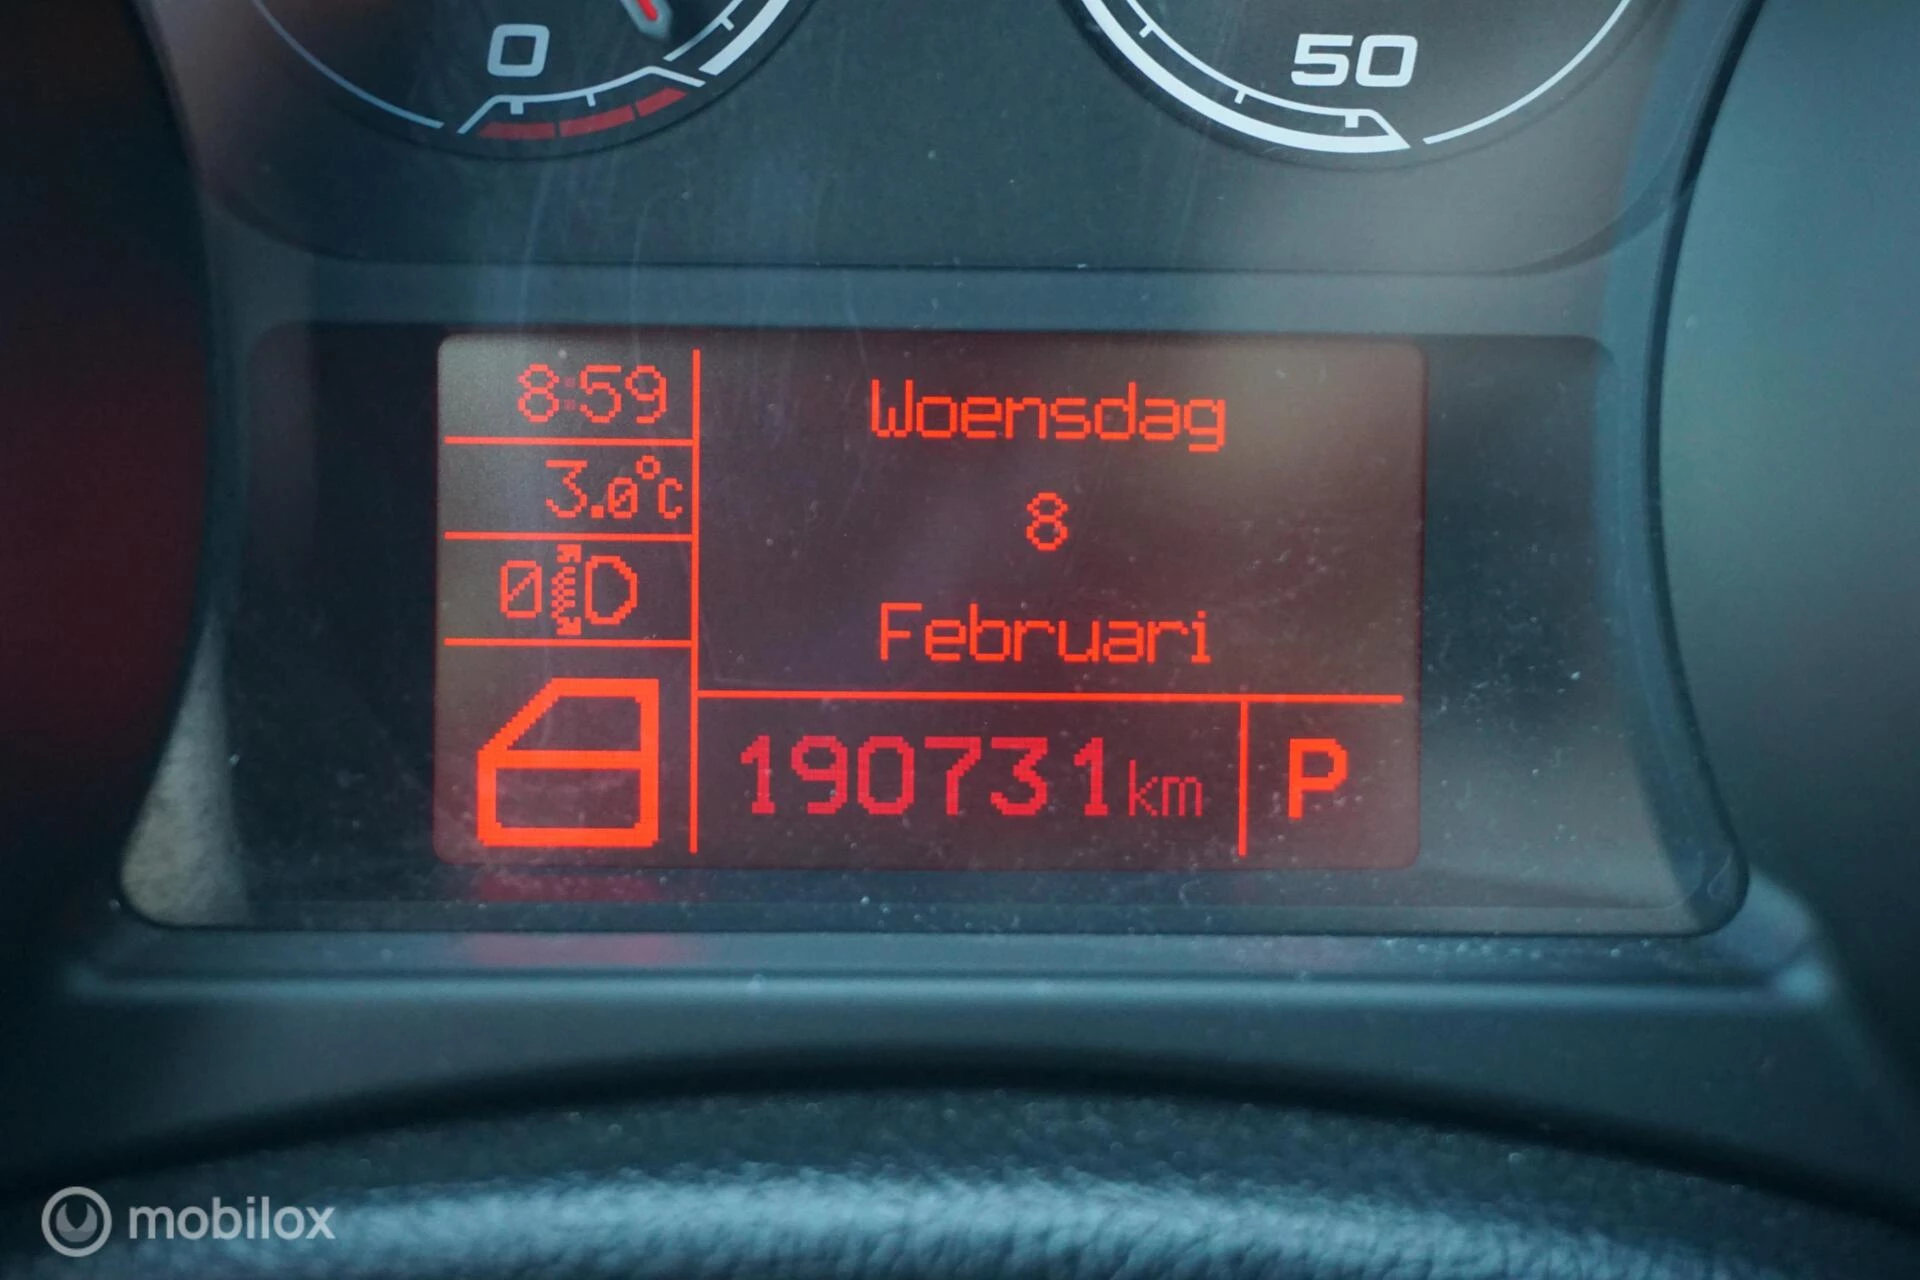 0
50
8:59
3.0°C
0
Woensdag
8
Februari
190731km
P
mobilox